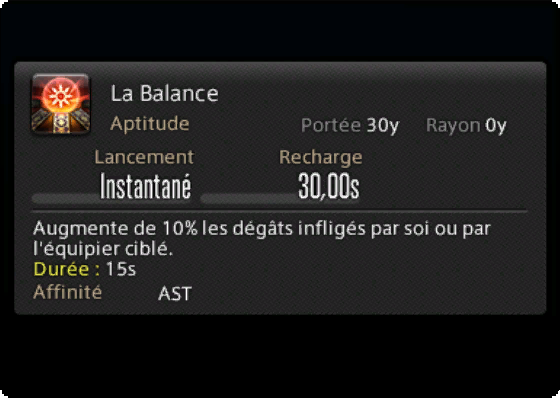 La Balance
Aptitude
Portée 30y Rayon 0y
Lancement Recharge
Instantané 30,00s
Augmente de 10% les dégâts infligés par soi ou par
l'équipier ciblé.
Durée : 15s
Affinité AST